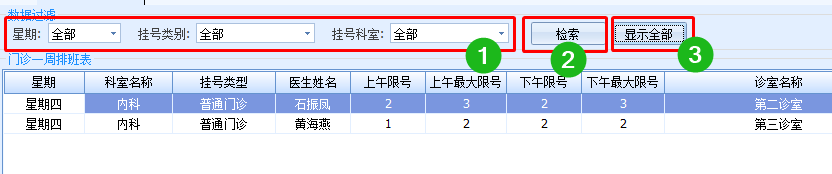 数据过滤
星期: 全部 挂号类别: 全部 挂号科室: 全部 检索 显示全部
1 2 3
门诊一周排班表
星期 科室名称 挂号类型 医生姓名 上午限号 上午最大限号 下午限号 下午最大限号 诊室名称
星期四 内科 普通门诊 石振凤 2 3 2 3 第二诊室
星期四 内科 普通门诊 黄海燕 1 2 2 2 第三诊室